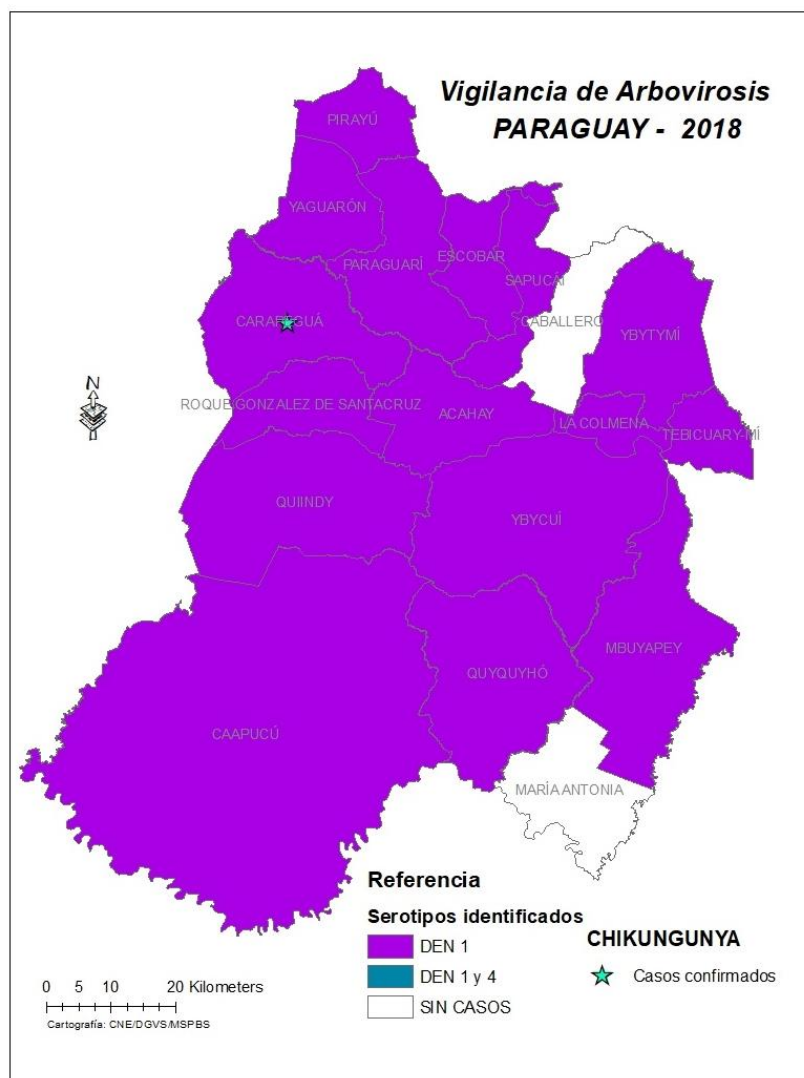 Vigilancia de Arbovirosis
PARAGUAY - 2018
PIRAYÚ
YAGUARÓN
PARAGUARÍ
ESCOBAR
SAPUCÁI
CABALLERO
YBYTYMÍ
CARAPEGUÁ
N
ROQUE GONZALEZ DE SANTACRUZ
ACAHAY
LA COLMENA
TEBICUARY-MÍ
QUIINDY
YBYCUÍ
MBUYAPEY
QUYQUYHÓ
CAAPUCÚ
MARÍA ANTONIA
Referencia
Serotipos identificados
DEN 1
DEN 1 y 4
SIN CASOS
CHIKUNGUNYA
Casos confirmados
0 5 10 20 Kilometers
Cartografía: CNE/DGVS/MSPBS